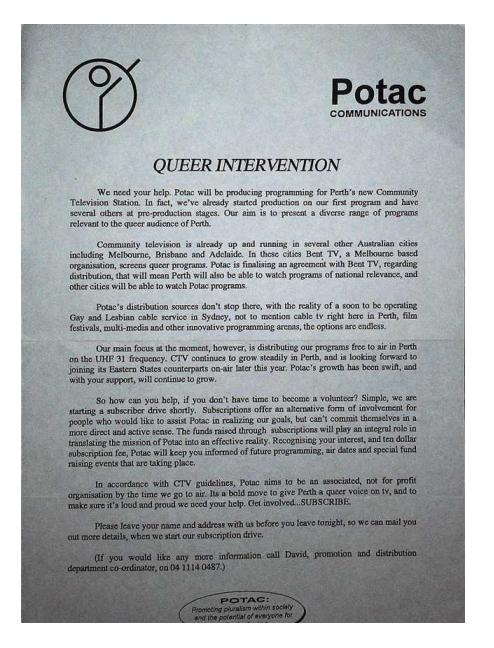 Potac
COMMUNICATIONS
QUEER INTERVENTION
We need your help. Potac will be producing programming for Perth's new Community
Television Station. In fact, we've already started production on our first program and have
several others at pre-production stages. Our aim is to present a diverse range of programs
relevant to the queer audience of Perth.
Community television is already up and running in several other Australian cities
including Melbourne, Brisbane and Adelaide. In these cities Bent TV, a Melbourne based
organisation, screens queer programs. Potac is finalising an agreement with Bent TV, regarding
distribution, that will mean Perth will also be able to watch programs of national relevance, and
other cities will be able to watch Potac programs.
Potac's distribution sources don't stop there, with the reality of a soon to be operating
Gay and Lesbian cable service in Sydney, not to mention cable tv right here in Perth, film
festivals, multi-media and other innovative programming arenas, the options are endless.
Our main focus at the moment, however, is distributing our programs free to air in Perth
on the UHF 31 frequency. CTV continues to grow steadily in Perth, and is looking forward to
joining its Eastern States counterparts on-air later this year. Potac's growth has been swift, and
with your support, will continue to grow.
So how can you help, if you don't have time to become a volunteer? Simple, we are
starting a subscriber drive shortly. Subscriptions offer an alternative form of involvement for
people who would like to assist Potac in realising our goals, but can't commit themselves in a
more direct and active sense. The funds raised through subscriptions will play an integral role in
translating the mission of Potac into an effective reality. Recognising your interest, and ten dollar
subscription fee, Potac will keep you informed of future programming, air dates and special fund
raising events that are taking place.
In accordance with CTV guidelines, Potac aims to be an associated, not for profit
organisation by the time we go to air. Its a bold move to give Perth a queer voice on tv, and to
make sure it's loud and proud we need your help. Get involved...SUBSCRIBE.
Please leave your name and address with us before you leave tonight, so we can mail you
out more details, when we start our subscription drive.
(If you would like any more information call David, promotion and distribution
department co-ordinator, on 04 1114 0487.)
POTAC:
Promoting pluralism within society
and the potential of everyone for